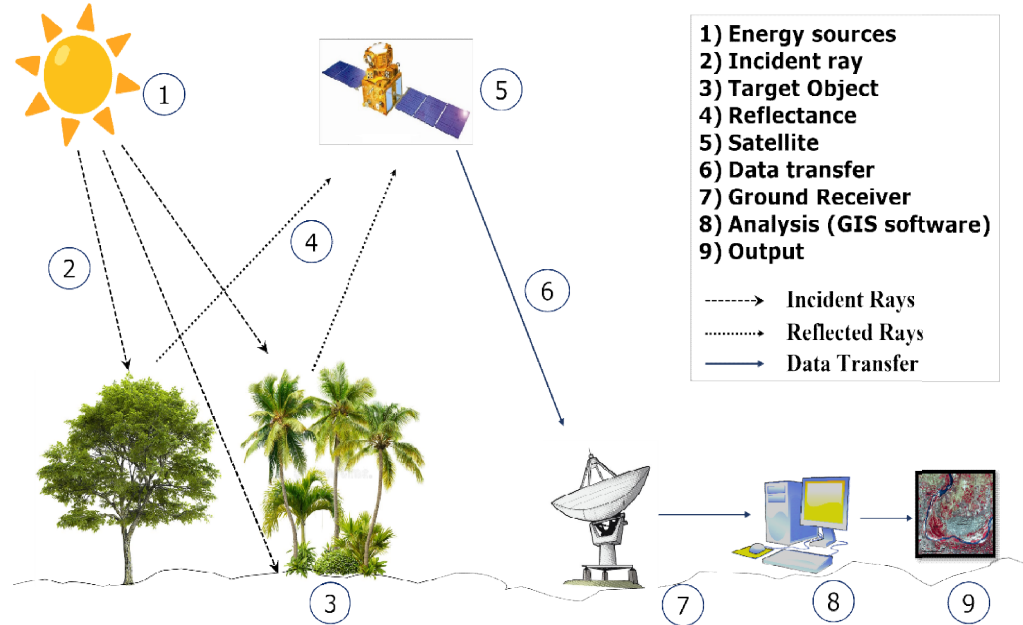 1
5
1) Energy sources
2) Incident ray
3) Target Object
4) Reflectance
5) Satellite
6) Data transfer
7) Ground Receiver
8) Analysis (GIS software)
9) Output
Incident Rays
Reflected Rays
Data Transfer
4
2
6
3
7
8
9